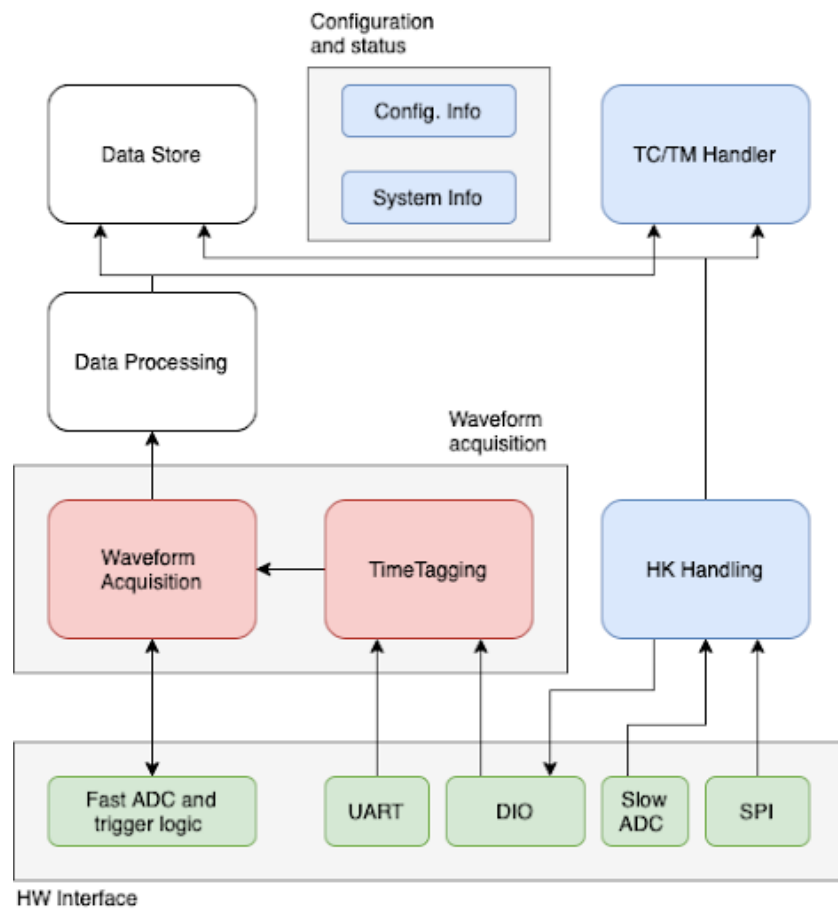 Configuration
and status
Config. Info
System Info
Data Store
TC/TM Handler
Data Processing
Waveform
acquisition
Waveform
Acquisition
TimeTagging
HK Handling
Fast ADC and
trigger logic
UART
DIO
Slow
ADC
SPI
HW Interface